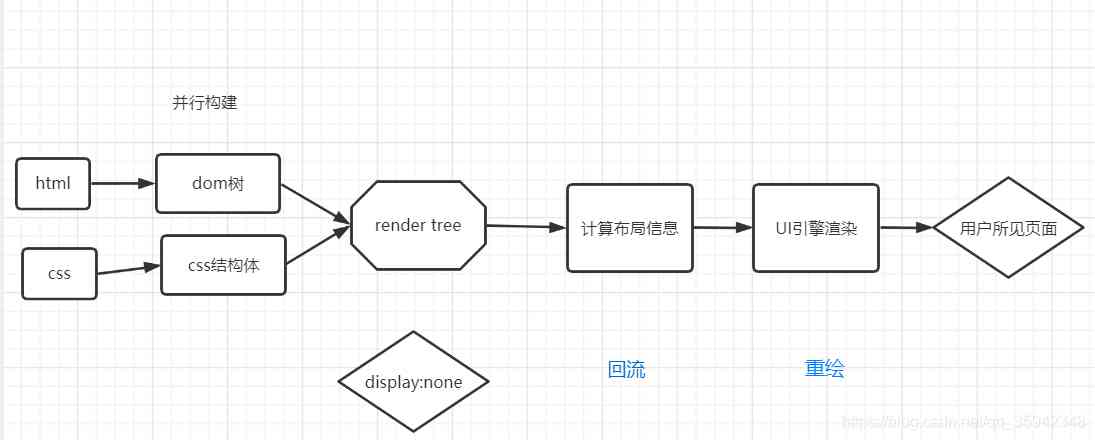 并行构建
html
dom树
css
css结构体
render tree
计算布局信息
UI引擎渲染
用户所见页面
display:none
回流
重绘
https://blog.csdn.net/qq_35942348